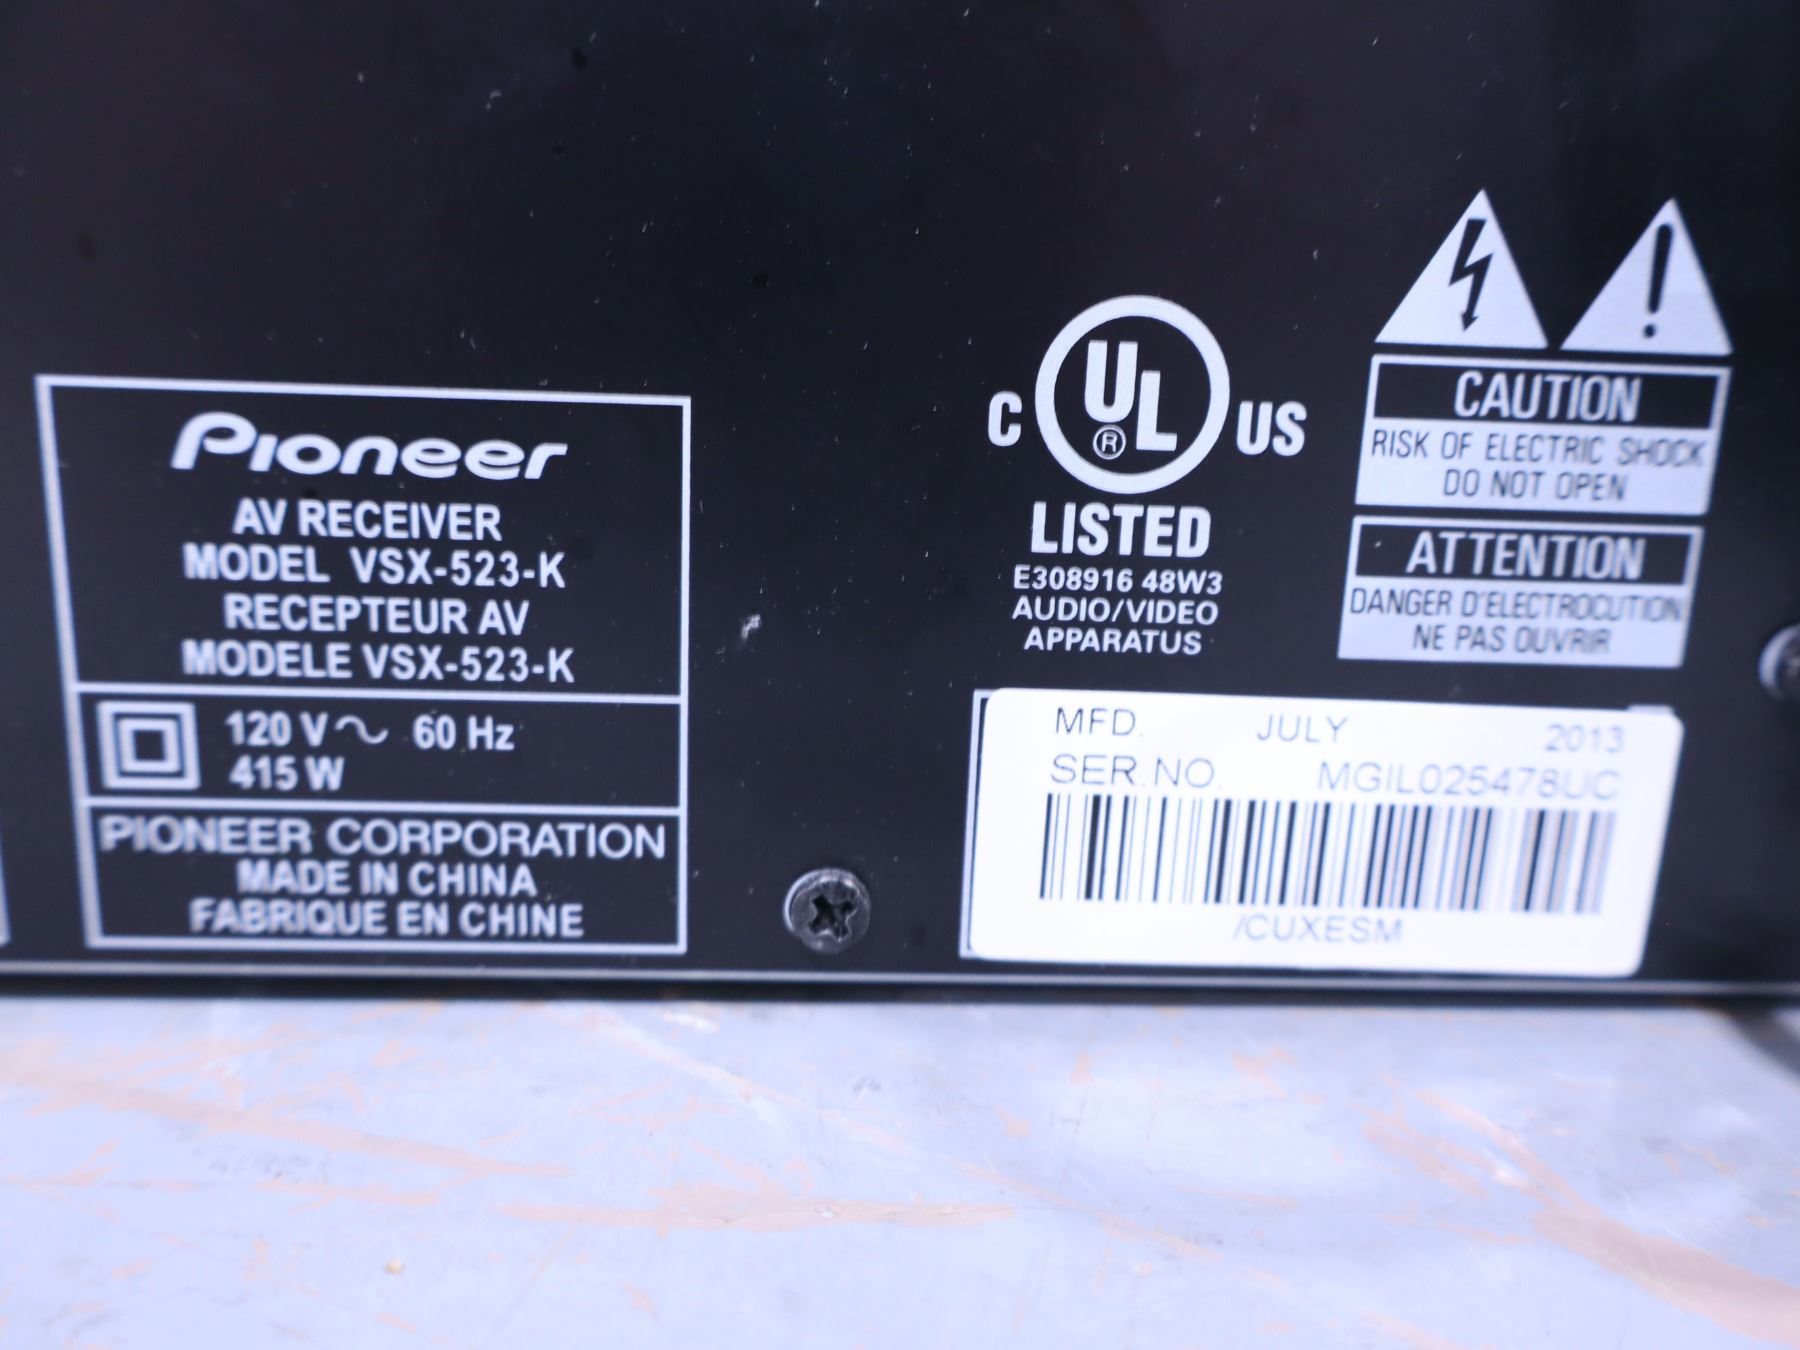 Pioneer
AV RECEIVER
MODEL VSX-523-K
RECEPTEUR AV
MODELE VSX-523-K
120 V ~ 60 Hz
415 W
PIONEER CORPORATION
MADE IN CHINA
FABRIQUE EN CHINE
C UL® US
LISTED
E308916 48W3
AUDIO/VIDEO
APPARATUS
CAUTION
RISK OF ELECTRIC SHOCK
DO NOT OPEN
ATTENTION
DANGER D'ELECTROCUTION
NE PAS OUVRIR
MFD. JULY 2013
SER.NO. MGIL025478UC
/CUXESM